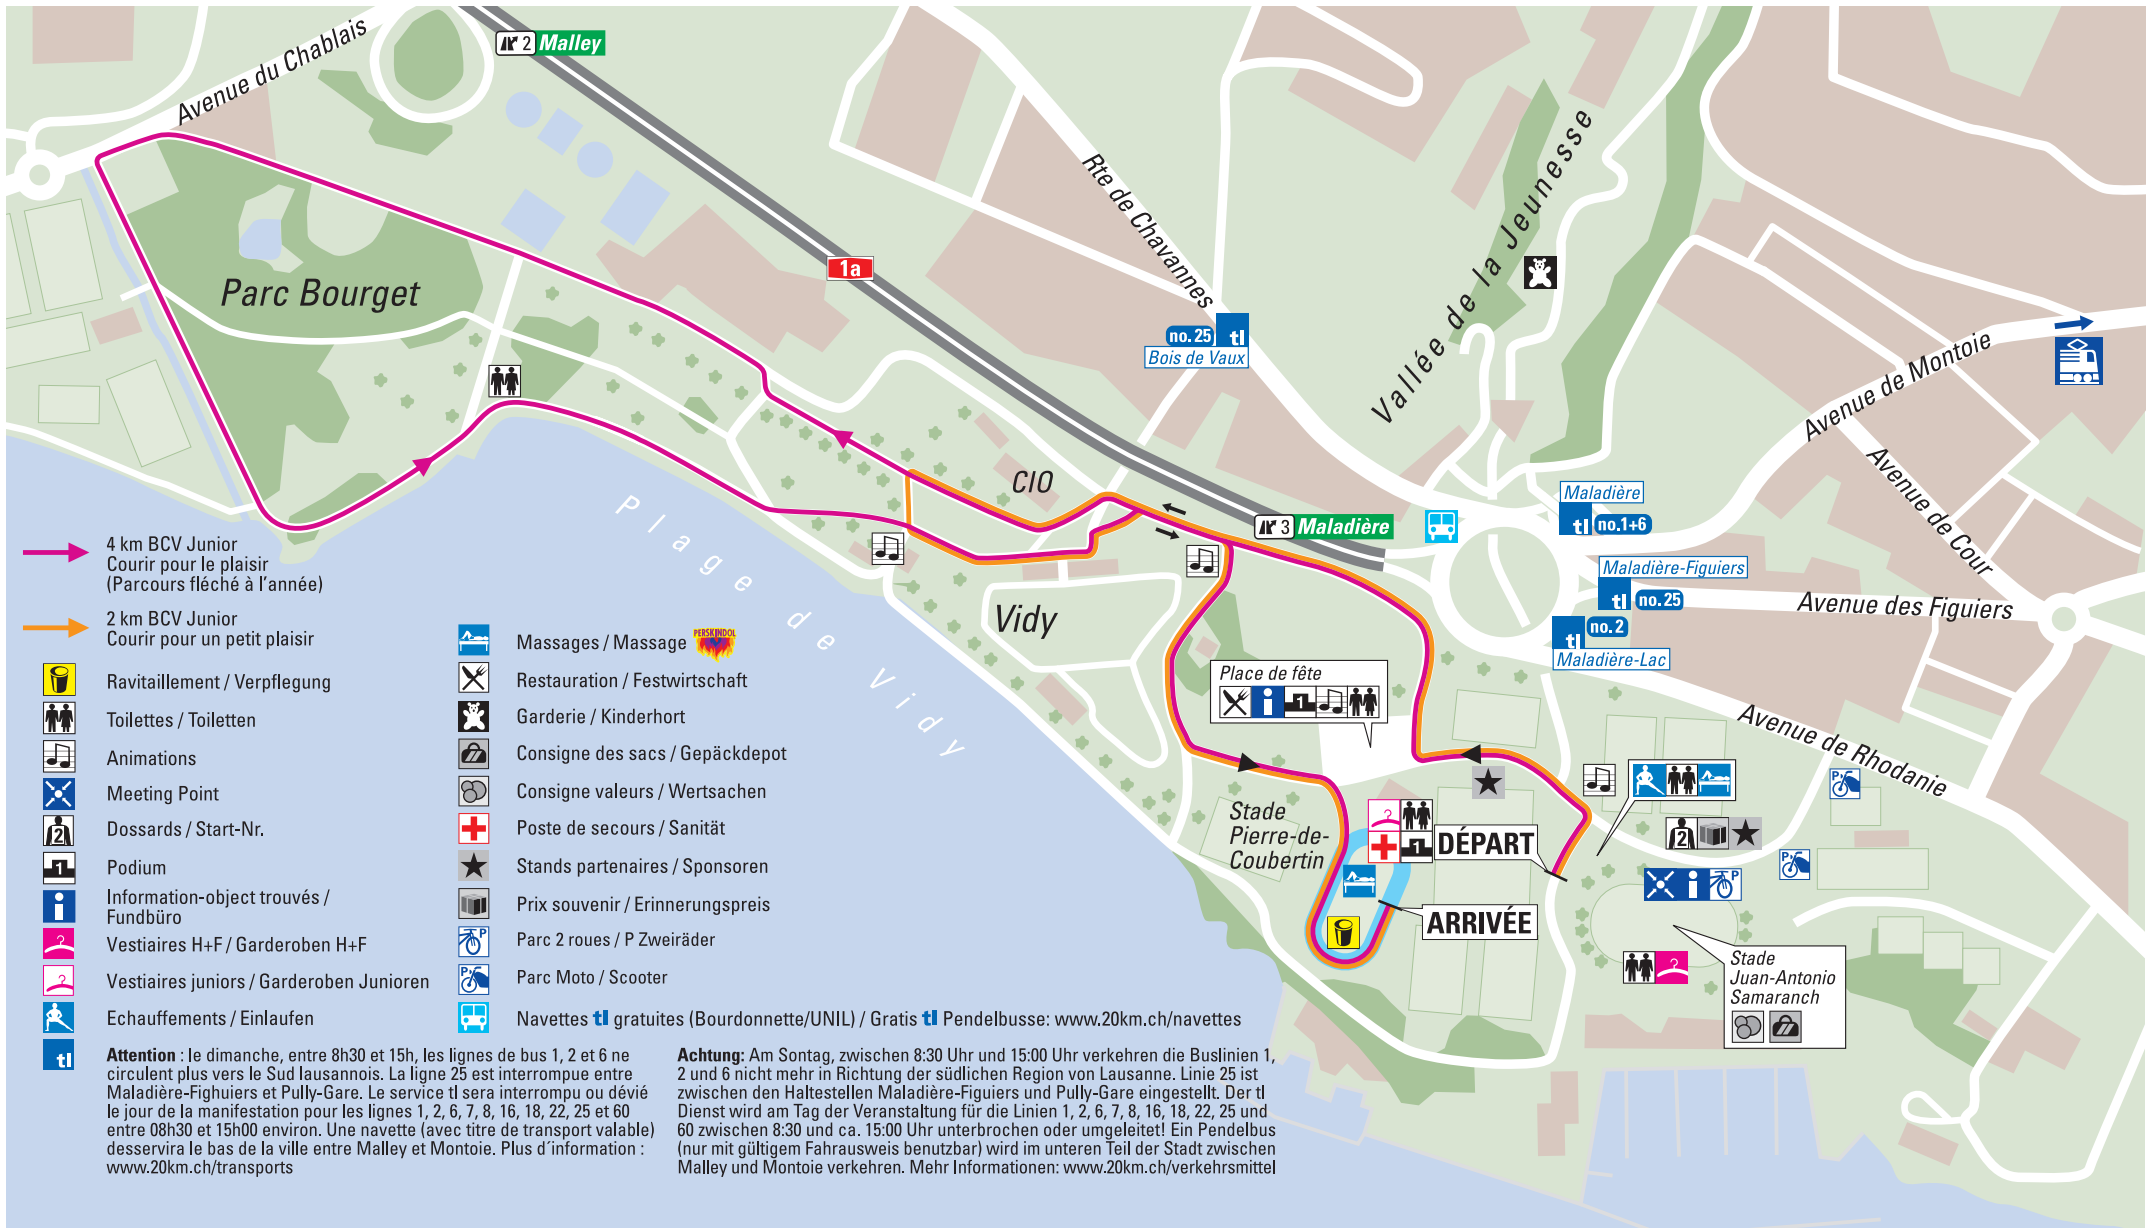 Avenue du Chablais
2 Malley
1a
Rte de Chavannes
Vallée de la Jeunesse
Parc Bourget
no. 25 tl
Bois de Vaux
Avenue de Montoie
Avenue de Cour
CIO
Plage de Vidy
3 Maladière
Maladière
tl no.1+6
Maladière-Figuiers
tl no.25
Avenue des Figuiers
no.2
tl
Maladière-Lac
Vidy
Place de fête
i 1
Avenue de Rhodanie
Stade
Pierre-de-
Coubertin
?
1
DÉPART
ARRIVÉE
P
2
P
i P
?
Stade
Juan-Antonio
Samaranch
4 km BCV Junior
Courir pour le plaisir
(Parcours fléché à l'année)
2 km BCV Junior
Courir pour un petit plaisir
Ravitaillement / Verpflegung
Toilettes / Toiletten
Animations
Meeting Point
2 Dossards / Start-Nr.
1 Podium
i Information-object trouvés /
Fundbüro
? Vestiaires H+F / Garderoben H+F
? Vestiaires juniors / Garderoben Junioren
Echauffements / Einlaufen
Massages / Massage PERSKINDOL
Restauration / Festwirtschaft
Garderie / Kinderhort
Consigne des sacs / Gepäckdepot
Consigne valeurs / Wertsachen
Poste de secours / Sanität
Stands partenaires / Sponsoren
Prix souvenir / Erinnerungspreis
P Parc 2 roues / P Zweiräder
P Parc Moto / Scooter
Navettes tl gratuites (Bourdonnette/UNIL) / Gratis tl Pendelbusse: www.20km.ch/navettes
tl
Attention : le dimanche, entre 8h30 et 15h, les lignes de bus 1, 2 et 6 ne
circulent plus vers le Sud lausannois. La ligne 25 est interrompue entre
Maladière-Fighuiers et Pully-Gare. Le service tl sera interrompu ou dévié
le jour de la manifestation pour les lignes 1, 2, 6, 7, 8, 16, 18, 22, 25 et 60
entre 08h30 et 15h00 environ. Une navette (avec titre de transport valable)
desservira le bas de la ville entre Malley et Montoie. Plus d´information :
www.20km.ch/transports
Achtung: Am Sontag, zwischen 8:30 Uhr und 15:00 Uhr verkehren die Buslinien 1,
2 und 6 nicht mehr in Richtung der südlichen Region von Lausanne. Linie 25 ist
zwischen den Haltestellen Maladière-Figuiers und Pully-Gare eingestellt. Der tl
Dienst wird am Tag der Veranstaltung für die Linien 1, 2, 6, 7, 8, 16, 18, 22, 25 und
60 zwischen 8:30 und ca. 15:00 Uhr unterbrochen oder umgeleitet! Ein Pendelbus
(nur mit gültigem Fahrausweis benutzbar) wird im unteren Teil der Stadt zwischen
Malley und Montoie verkehren. Mehr Informationen: www.20km.ch/verkehrsmittel